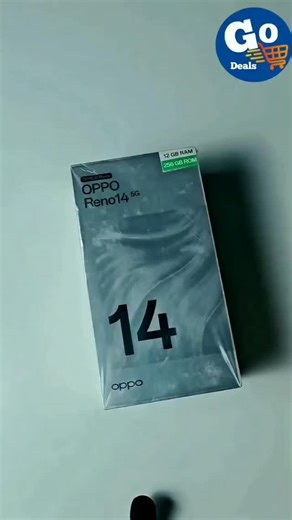 Go
Deals
12 GB RAM
256 GB ROM
OPPO
Reno14 5G
14
oppo